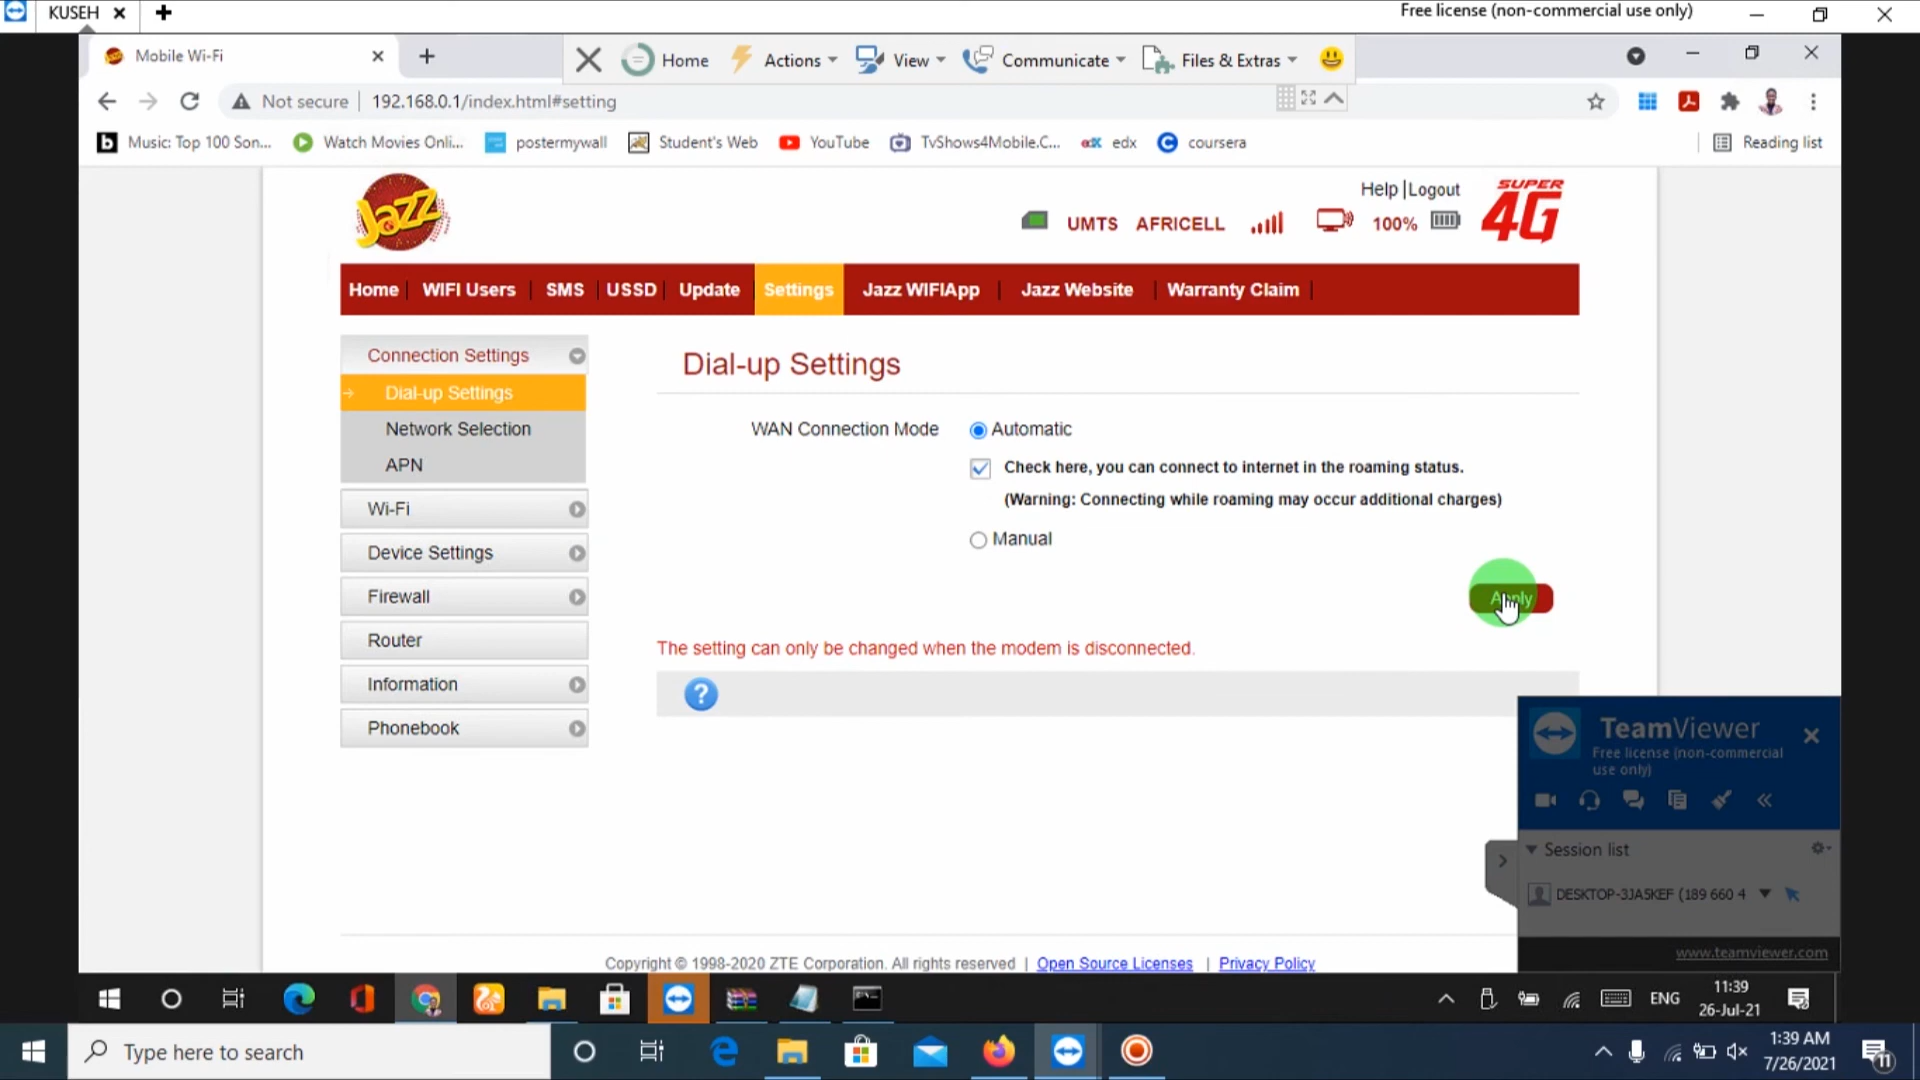 KUSEH
Free license (non-commercial use only)
Mobile Wi-Fi
Home
Actions
View
Communicate
Files & Extras
Not secure
192.168.0.1/index.html#setting
Music: Top 100 Son...
Watch Movies Onli...
postermywall
Student's Web
YouTube
TvShows4Mobile.C...
edx
coursera
Reading list
Jazz
Help | Logout
SUPER
4G
UMTS
AFRICELL
100%
Home
WIFI Users
SMS
USSD
Update
Settings
Jazz WIFIApp
Jazz Website
Warranty Claim
Connection Settings
Dial-up Settings
Network Selection
APN
Wi-Fi
Device Settings
Firewall
Router
Information
Phonebook
Dial-up Settings
WAN Connection Mode
Automatic
Check here, you can connect to internet in the roaming status.
(Warning: Connecting while roaming may occur additional charges)
Manual
Apply
The setting can only be changed when the modem is disconnected.
?
TeamViewer
Free license (non-commercial
use only)
Session list
DESKTOP-3JA5KEF (189 660 4
www.teamviewer.com
Copyright © 1998-2020 ZTE Corporation. All rights reserved | Open Source Licenses | Privacy Policy
ENG
11:39
26-Jul-21
Type here to search
1:39 AM
7/26/2021
11